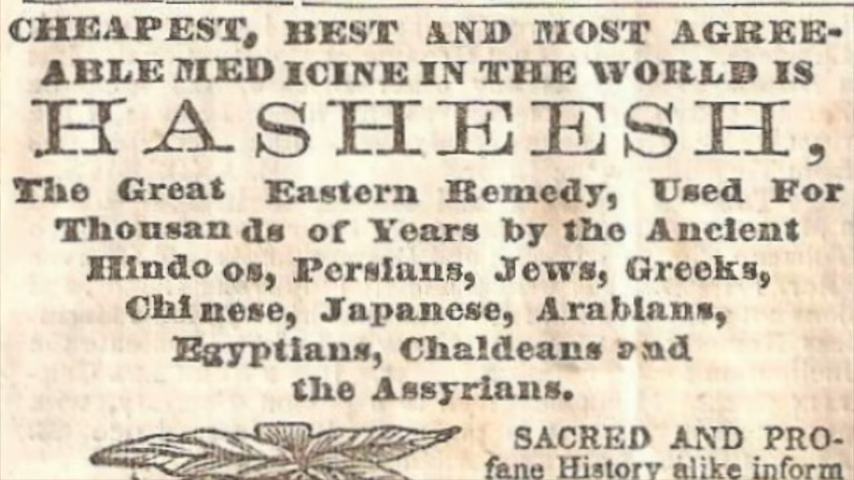 CHEAPEST, BEST AND MOST AGREE-
ABLE MEDICINE IN THE WORLD IS
HASHEESH,
The Great Eastern Remedy, Used For
Thousands of Years by the Ancient
Hindoos, Persians, Jews, Greeks,
Chinese, Japanese, Arabians,
Egyptians, Chaldeans and
the Assyrians.
SACRED AND PRO-
fane History alike inform